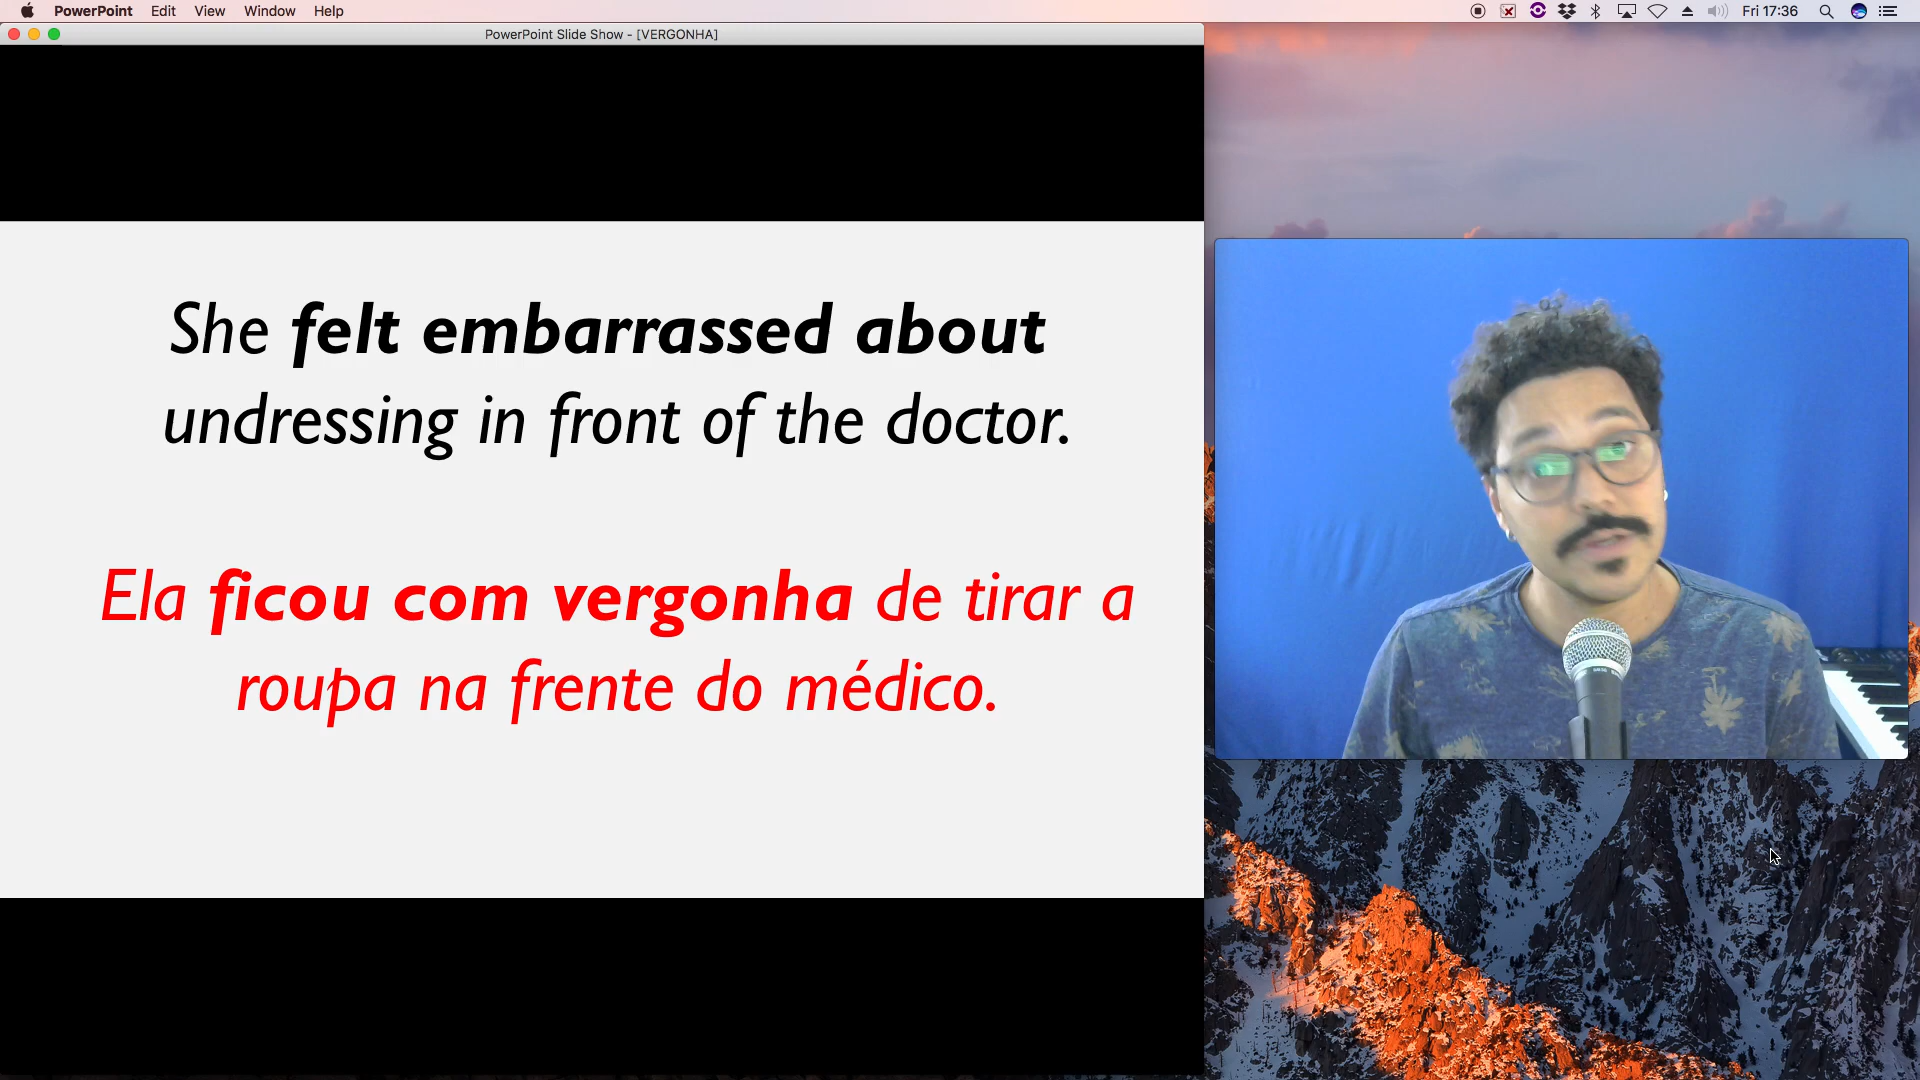 PowerPoint Edit View Window Help Fri 17:36
PowerPoint Slide Show - [VERGONHA]
She felt embarrassed about
undressing in front of the doctor.
Ela ficou com vergonha de tirar a
roupa na frente do médico.